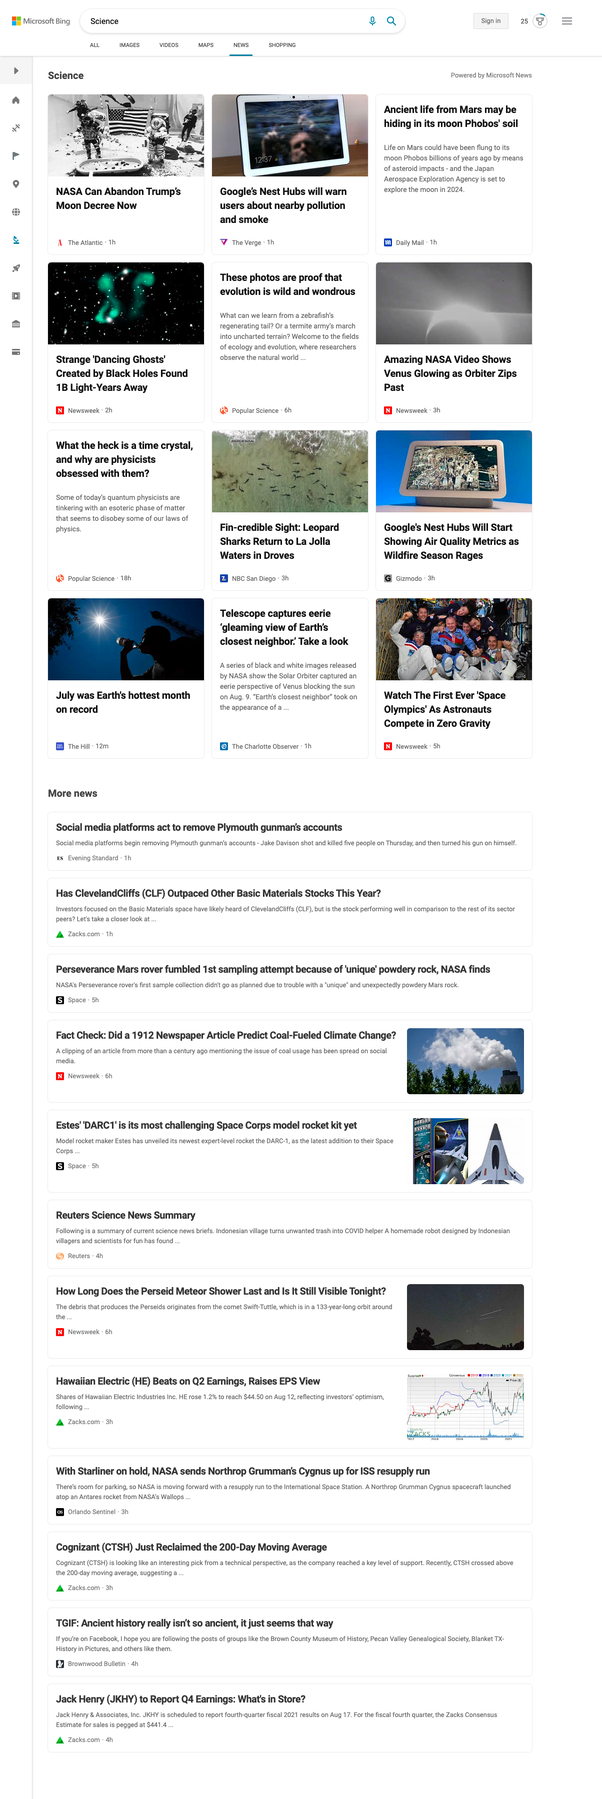 Microsoft Bing
Science
Sign in
25
ALL
IMAGES
VIDEOS
MAPS
NEWS
SHOPPING
Science
Powered by Microsoft News
NASA Can Abandon Trump's
Moon Decree Now
The Atlantic · 1h
12:37
Google's Nest Hubs will warn
users about nearby pollution
and smoke
The Verge · 1h
Ancient life from Mars may be
hiding in its moon Phobos' soil
Life on Mars could have been flung to its
moon Phobos billions of years ago by means
of asteroid impacts - and the Japan
Aerospace Exploration Agency is set to
explore the moon in 2024.
Daily Mail · 1h
Strange 'Dancing Ghosts'
Created by Black Holes Found
1B Light-Years Away
Newsweek · 2h
These photos are proof that
evolution is wild and wondrous
What can we learn from a zebrafish's
regenerating tail? Or a termite army's march
into uncharted terrain? Welcome to the fields
of ecology and evolution, where researchers
observe the natural world ...
Popular Science · 6h
Amazing NASA Video Shows
Venus Glowing as Orbiter Zips
Past
Newsweek · 3h
What the heck is a time crystal,
and why are physicists
obsessed with them?
Some of today's quantum physicists are
tinkering with an esoteric phase of matter
that seems to disobey some of our laws of
physics.
Popular Science · 18h
Fin-credible Sight: Leopard
Sharks Return to La Jolla
Waters in Droves
NBC San Diego · 3h
Google's Nest Hubs Will Start
Showing Air Quality Metrics as
Wildfire Season Rages
Gizmodo · 3h
July was Earth's hottest month
on record
The Hill · 12m
Telescope captures eerie
'gleaming view of Earth's
closest neighbor.' Take a look
A series of black and white images released
by NASA show the Solar Orbiter captured an
eerie perspective of Venus blocking the sun
on Aug. 9. "Earth's closest neighbor" took on
the appearance of a ...
The Charlotte Observer · 1h
Watch The First Ever 'Space
Olympics' As Astronauts
Compete in Zero Gravity
Newsweek · 5h
More news
Social media platforms act to remove Plymouth gunman's accounts
Social media platforms begin removing Plymouth gunman's accounts - Jake Davison shot and killed five people on Thursday, and then turned his gun on himself.
ES Evening Standard · 1h
Has ClevelandCliffs (CLF) Outpaced Other Basic Materials Stocks This Year?
Investors focused on the Basic Materials space have likely heard of ClevelandCliffs (CLF), but is the stock performing well in comparison to the rest of its sector
peers? Let's take a closer look at ...
Zacks.com · 1h
Perseverance Mars rover fumbled 1st sampling attempt because of 'unique' powdery rock, NASA finds
NASA's Perseverance rover's first sample collection didn't go as planned due to trouble with a "unique" and unexpectedly powdery Mars rock.
Space · 5h
Fact Check: Did a 1912 Newspaper Article Predict Coal-Fueled Climate Change?
A clipping of an article from more than a century ago mentioning the issue of coal usage has been spread on social
media.
Newsweek · 6h
Estes' 'DARC1' is its most challenging Space Corps model rocket kit yet
Model rocket maker Estes has unveiled its newest expert-level rocket the DARC-1, as the latest addition to their Space
Corps ...
Space · 5h
Reuters Science News Summary
Following is a summary of current science news briefs. Indonesian village turns unwanted trash into COVID helper A homemade robot designed by Indonesian
villagers and scientists for fun has found ...
Reuters · 4h
How Long Does the Perseid Meteor Shower Last and Is It Still Visible Tonight?
The debris that produces the Perseids originates from the comet Swift-Tuttle, which is in a 133-year-long orbit around
the ...
Newsweek · 6h
Hawaiian Electric (HE) Beats on Q2 Earnings, Raises EPS View
Shares of Hawaiian Electric Industries Inc. HE rose 1.2% to reach $44.50 on Aug 12, reflecting investors' optimism,
following ...
Zacks.com · 3h
ZACKS
With Starliner on hold, NASA sends Northrop Grumman's Cygnus up for ISS resupply run
There's room for parking, so NASA is moving forward with a resupply run to the International Space Station. A Northrop Grumman Cygnus spacecraft launched
atop an Antares rocket from NASA's Wallops ...
OS Orlando Sentinel · 3h
Cognizant (CTSH) Just Reclaimed the 200-Day Moving Average
Cognizant (CTSH) is looking like an interesting pick from a technical perspective, as the company reached a key level of support. Recently, CTSH crossed above
the 200-day moving average, suggesting a ...
Zacks.com · 3h
TGIF: Ancient history really isn't so ancient, it just seems that way
If you're on Facebook, I hope you are following the posts of groups like the Brown County Museum of History, Pecan Valley Genealogical Society, Blanket TX-
History in Pictures, and others like them.
Brownwood Bulletin · 4h
Jack Henry (JKHY) to Report Q4 Earnings: What's in Store?
Jack Henry & Associates, Inc. JKHY is scheduled to report fourth-quarter fiscal 2021 results on Aug 17. For the fiscal fourth quarter, the Zacks Consensus
Estimate for sales is pegged at $441.4 ...
Zacks.com · 4h